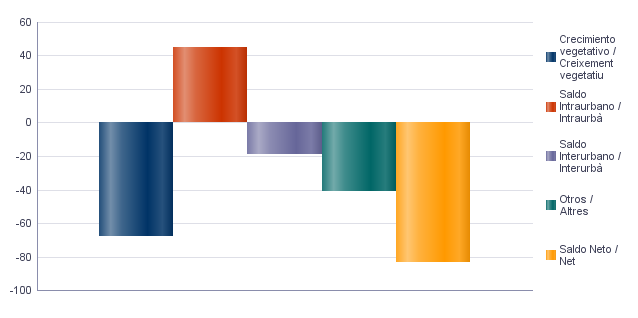 60
40
20
0
-20
-40
-60
-80
-100
Crecimiento
vegetativo /
Creixement
vegetatiu
Saldo
Intraurbano /
Intraurbà
Saldo
Interurbano /
Interurbà
Otros /
Altres
Saldo Neto /
Net